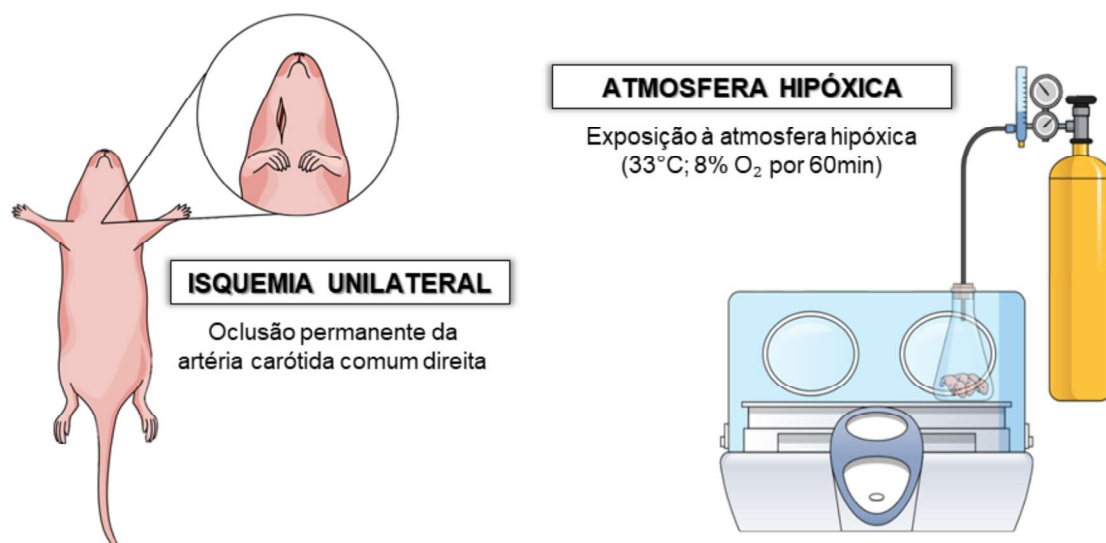 ATMOSFERA HIPÓXICA
Exposição à atmosfera hipóxica
(33°C; 8% O₂ por 60min)
ISQUEMIA UNILATERAL
Oclusão permanente da
artéria carótida comum direita